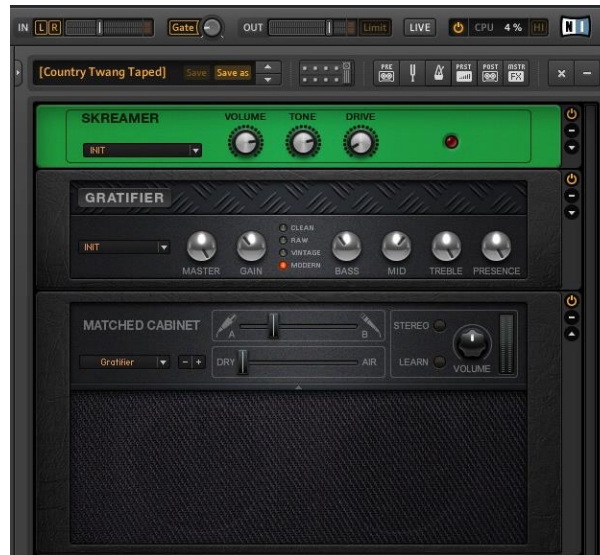 IN L R Gate OUT Limit LIVE CPU 4 % HI N I
[Country Twang Taped] Save Save as PRE PRST POST MSTR FX × −
SKREAMER VOLUME TONE DRIVE
INIT
GRATIFIER
CLEAN
RAW
INIT VINTAGE
MODERN
MASTER GAIN BASS MID TREBLE PRESENCE
MATCHED CABINET A B STEREO
Gratifier − + DRY AIR LEARN VOLUME